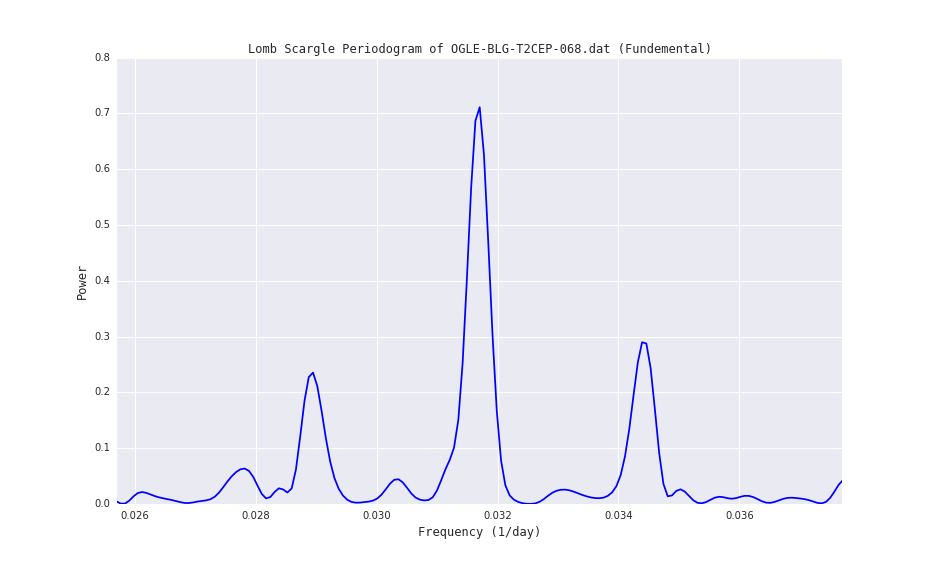 Lomb Scargle Periodogram of OGLE-BLG-T2CEP-068.dat (Fundemental)
0.8
0.7
0.6
0.5
0.4
0.3
0.2
0.1
0.0
Power
0.026 0.028 0.030 0.032 0.034 0.036
Frequency (1/day)